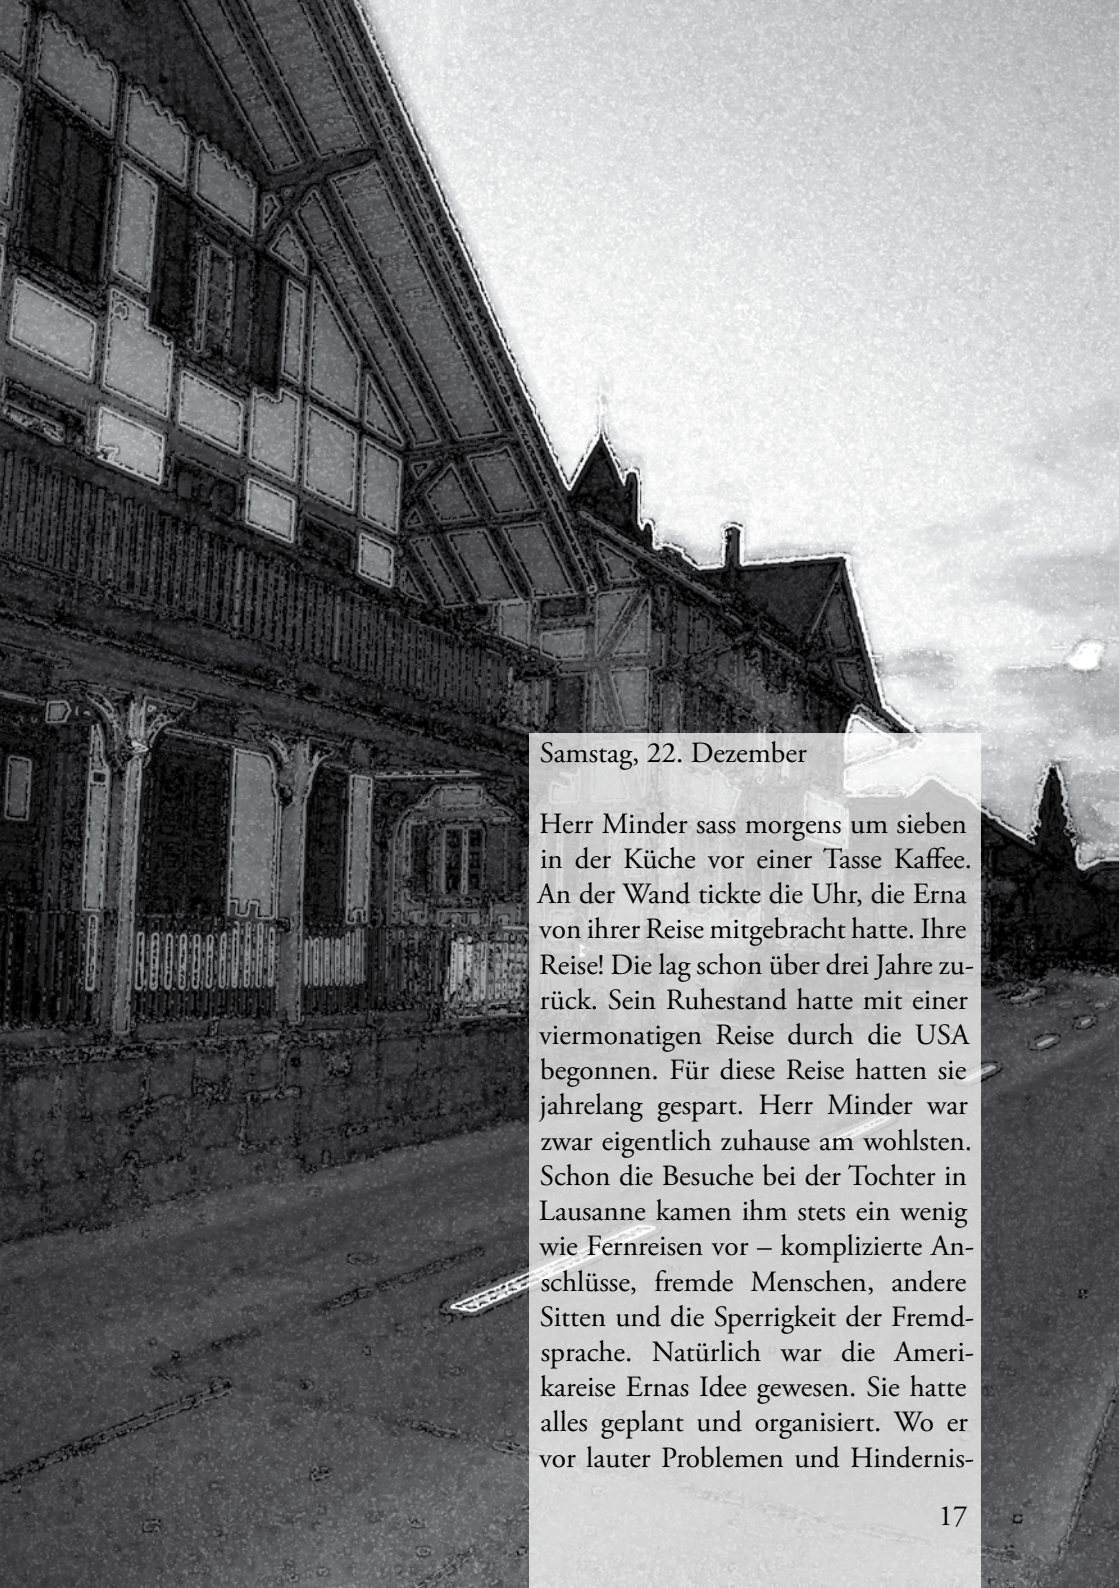 Samstag, 22. Dezember
Herr Minder sass morgens um sieben
in der Küche vor einer Tasse Kaffee.
An der Wand tickte die Uhr, die Erna
von ihrer Reise mitgebracht hatte. Ihre
Reise! Die lag schon über drei Jahre zu-
rück. Sein Ruhestand hatte mit einer
viermonatigen Reise durch die USA
begonnen. Für diese Reise hatten sie
jahrelang gespart. Herr Minder war
zwar eigentlich zuhause am wohlsten.
Schon die Besuche bei der Tochter in
Lausanne kamen ihm stets ein wenig
wie Fernreisen vor – komplizierte An-
schlüsse, fremde Menschen, andere
Sitten und die Sperrigkeit der Fremd-
sprache. Natürlich war die Ameri-
kareise Ernas Idee gewesen. Sie hatte
alles geplant und organisiert. Wo er
vor lauter Problemen und Hindernis-
17